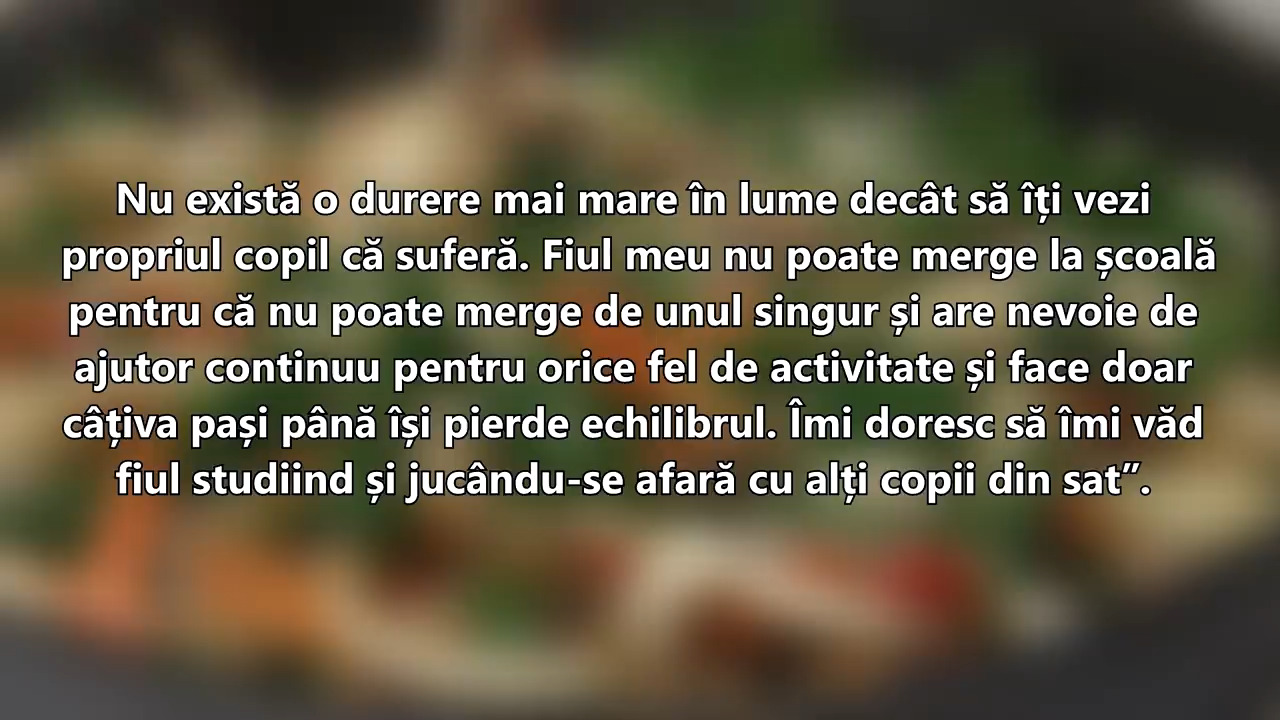 Nu există o durere mai mare în lume decât să îți vezi
propriul copil că suferă. Fiul meu nu poate merge la școală
pentru că nu poate merge de unul singur și are nevoie de
ajutor continuu pentru orice fel de activitate și face doar
câțiva pași până își pierde echilibrul. Îmi doresc să îmi văd
fiul studiind și jucându-se afară cu alți copii din sat”.